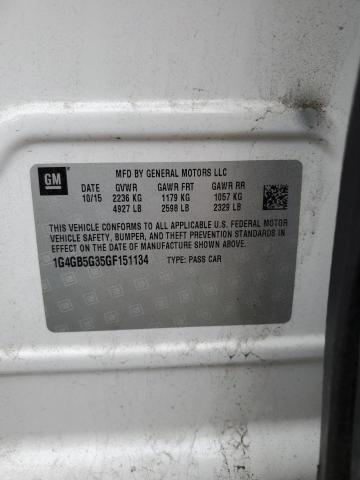 GM
MFD BY GENERAL MOTORS LLC
DATE GVWR GAWR FRT GAWR RR
10/15 2236 KG 1179 KG 1057 KG
4927 LB 2598 LB 2329 LB
THIS VEHICLE CONFORMS TO ALL APPLICABLE U.S. FEDERAL MOTOR
VEHICLE SAFETY, BUMPER, AND THEFT PREVENTION STANDARDS
IN EFFECT ON THE DATE OF MANUFACTURE SHOWN ABOVE.
1G4GB5G35GF151134 TYPE: PASS CAR